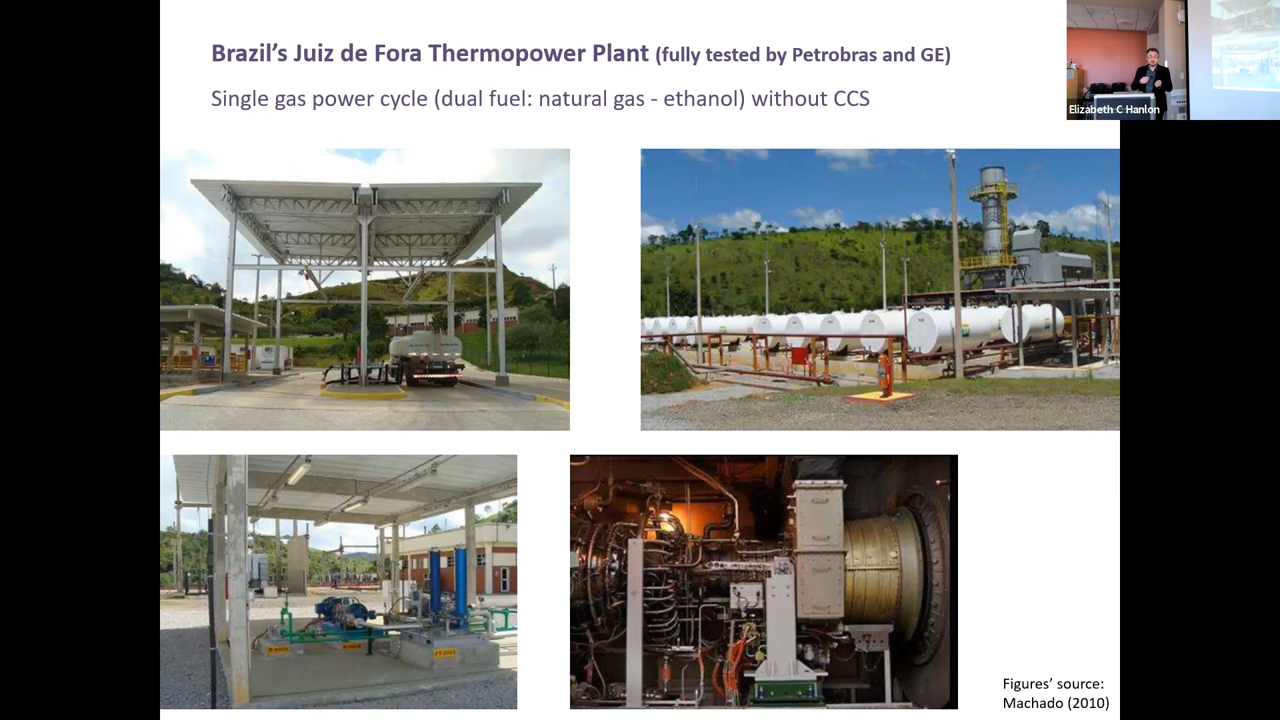 Brazil’s Juiz de Fora Thermopower Plant (fully tested by Petrobras and GE)
Single gas power cycle (dual fuel: natural gas - ethanol) without CCS
Elizabeth C Hanlon
Figures’ source:
Machado (2010)